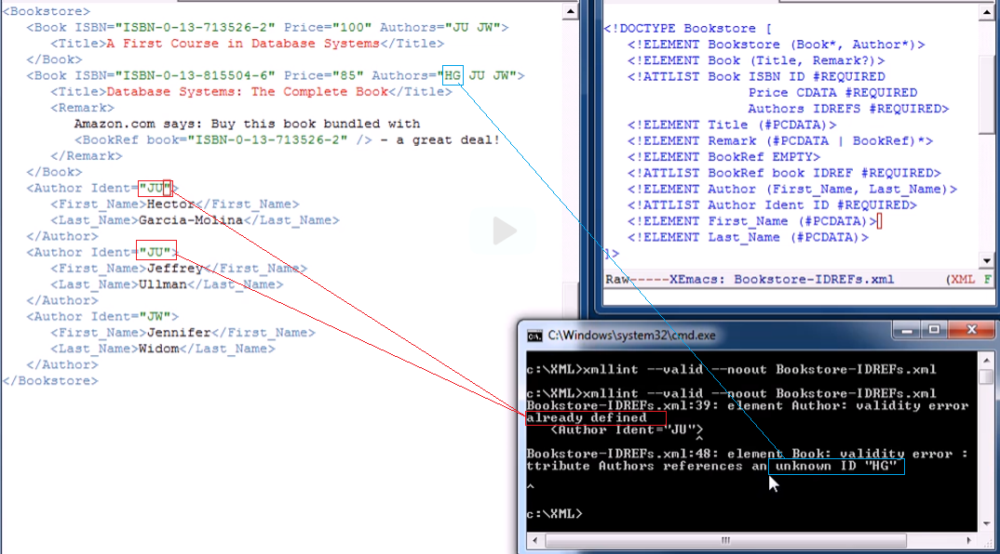 <Bookstore>
<Book ISBN="ISBN-0-13-713526-2" Price="100" Authors="JU JW">
<Title>A First Course in Database Systems</Title>
</Book>
<Book ISBN="ISBN-0-13-815504-6" Price="85" Authors="HG JU JW">
<Title>Database Systems: The Complete Book</Title>
<Remark>
Amazon.com says: Buy this book bundled with
<BookRef book="ISBN-0-13-713526-2" /> - a great deal!
</Remark>
</Book>
<Author Ident="JU">
<First_Name>Hector</First_Name>
<Last_Name>Garcia-Molina</Last_Name>
</Author>
<Author Ident="JU">
<First_Name>Jeffrey</First_Name>
<Last_Name>Ullman</Last_Name>
</Author>
<Author Ident="JW">
<First_Name>Jennifer</First_Name>
<Last_Name>Widom</Last_Name>
</Author>
</Bookstore>
<!DOCTYPE Bookstore [
<!ELEMENT Bookstore (Book*, Author*)>
<!ELEMENT Book (Title, Remark?)>
<!ATTLIST Book ISBN ID #REQUIRED
Price CDATA #REQUIRED
Authors IDREFS #REQUIRED>
<!ELEMENT Title (#PCDATA)>
<!ELEMENT Remark (#PCDATA | BookRef)*>
<!ELEMENT BookRef EMPTY>
<!ATTLIST BookRef book IDREF #REQUIRED>
<!ELEMENT Author (First_Name, Last_Name)>
<!ATTLIST Author Ident ID #REQUIRED>
<!ELEMENT First_Name (#PCDATA)>
<!ELEMENT Last_Name (#PCDATA)>
]>
Raw-----XEmacs: Bookstore-IDREFs.xml (XML F
C:\Windows\system32\cmd.exe
c:\XML>xmllint --valid --noout Bookstore-IDREFs.xml
c:\XML>xmllint --valid --noout Bookstore-IDREFs.xml
Bookstore-IDREFs.xml:39: element Author: validity error
already defined
<Author Ident="JU">
^
Bookstore-IDREFs.xml:48: element Book: validity error :
ttribute Authors references an unknown ID "HG"
^
c:\XML>